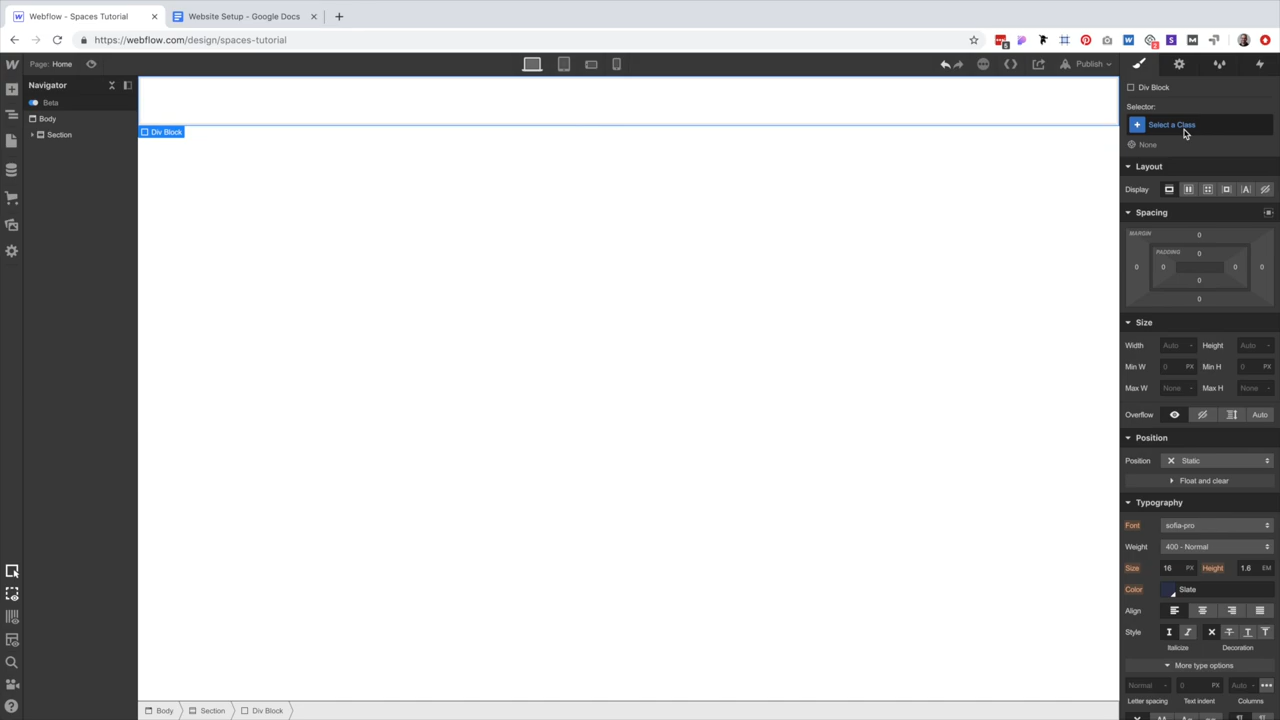 Webflow - Spaces Tutorial
Website Setup - Google Docs
https://webflow.com/design/spaces-tutorial
Page: Home
Publish
Navigator
Beta
Body
Section
Div Block
Div Block
Selector:
Select a Class
None
Layout
Display
Spacing
MARGIN
0
PADDING
0
0 0 0 0
0
0
Size
Width Auto - Height Auto -
Min W 0 PX Min H 0 PX
Max W None - Max H None -
Overflow Auto
Position
Position Static
Float and clear
Typography
Font sofia-pro
Weight 400 - Normal
Size 16 PX Height 1.6 EM
Color Slate
Align
Style
Italicize Decoration
More type options
Normal - 0 PX Auto -
Letter spacing Text indent Columns
Body Section Div Block